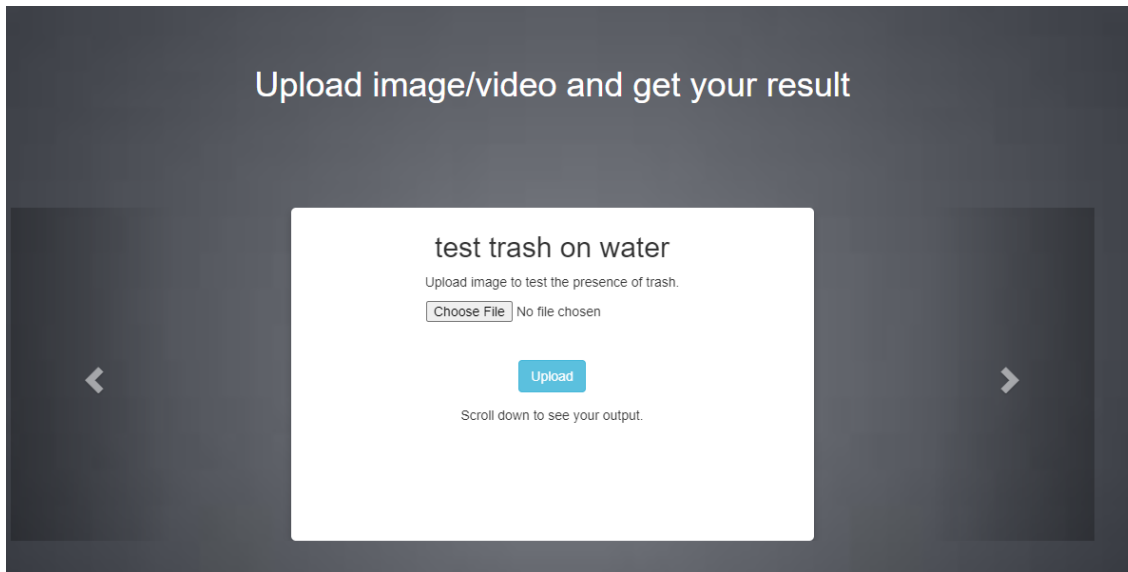 Upload image/video and get your result
test trash on water
Upload image to test the presence of trash.
Choose File No file chosen
Upload
Scroll down to see your output.